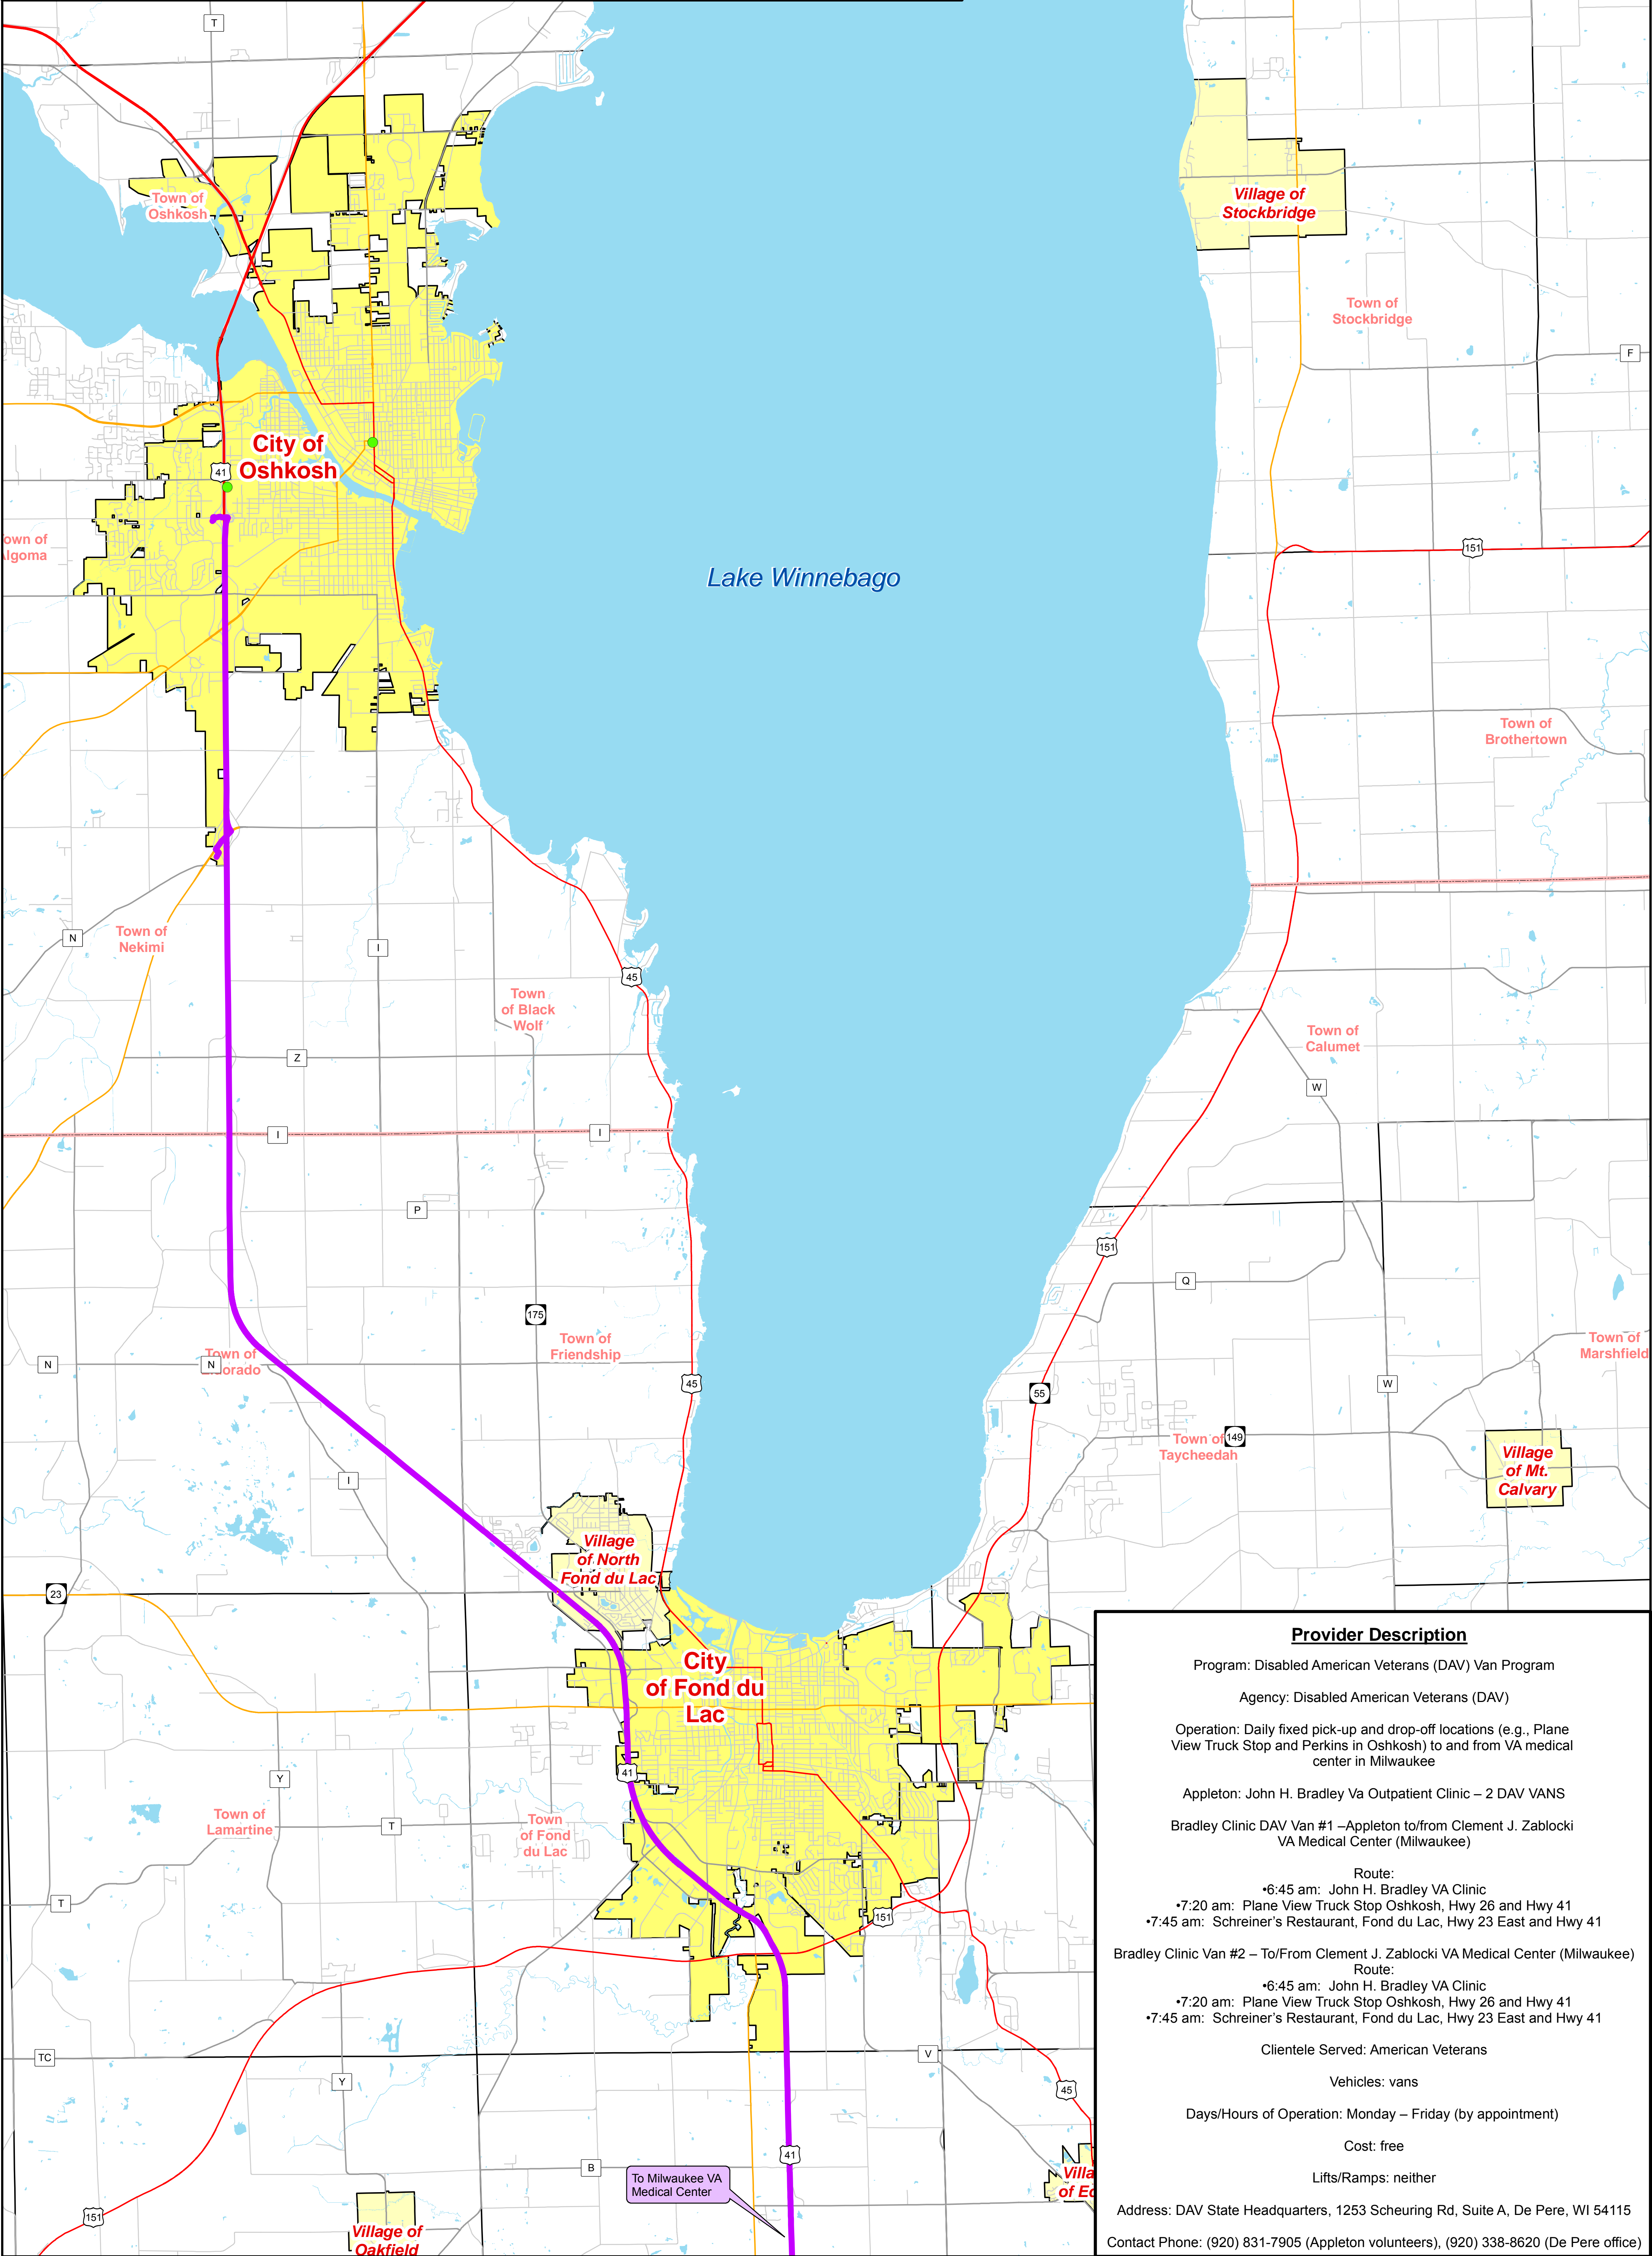 T
Town of
Oshkosh
Village of
Stockbridge
Town of
Stockbridge
F
City of
Oshkosh
41
own of
151
Lake Winnebago
Town of
Brothertown
N
Town of
Nekimi
I
45
Town
of Black
Wolf
Town of
Calumet
Z
W
I
I
P
151
Q
175
Town of
Friendship
Town of
Marshfield
N
N
Town of
orado
45
55
W
Town of
Taycheedah
149
Village
of Mt.
Calvary
I
Village
of North
Fond du Lac
23
City
of Fond du
Lac
41
Y
Town of
Lamartine
T
Town
of Fond
du Lac
T
151
TC
V
Y
45
41
B
To Milwaukee VA
Medical Center
Villa
of Ed
151
Village of
Oakfield
Provider Description
Program: Disabled American Veterans (DAV) Van Program
Agency: Disabled American Veterans (DAV)
Operation: Daily fixed pick-up and drop-off locations (e.g., Plane
View Truck Stop and Perkins in Oshkosh) to and from VA medical
center in Milwaukee
Appleton: John H. Bradley Va Outpatient Clinic – 2 DAV VANS
Bradley Clinic DAV Van #1 –Appleton to/from Clement J. Zablocki
VA Medical Center (Milwaukee)
Route:
•6:45 am: John H. Bradley VA Clinic
•7:20 am: Plane View Truck Stop Oshkosh, Hwy 26 and Hwy 41
•7:45 am: Schreiner's Restaurant, Fond du Lac, Hwy 23 East and Hwy 41
Bradley Clinic Van #2 – To/From Clement J. Zablocki VA Medical Center (Milwaukee)
Route:
•6:45 am: John H. Bradley VA Clinic
•7:20 am: Plane View Truck Stop Oshkosh, Hwy 26 and Hwy 41
•7:45 am: Schreiner's Restaurant, Fond du Lac, Hwy 23 East and Hwy 41
Clientele Served: American Veterans
Vehicles: vans
Days/Hours of Operation: Monday – Friday (by appointment)
Cost: free
Lifts/Ramps: neither
Address: DAV State Headquarters, 1253 Scheuring Rd, Suite A, De Pere, WI 54115
Contact Phone: (920) 831-7905 (Appleton volunteers), (920) 338-8620 (De Pere office)